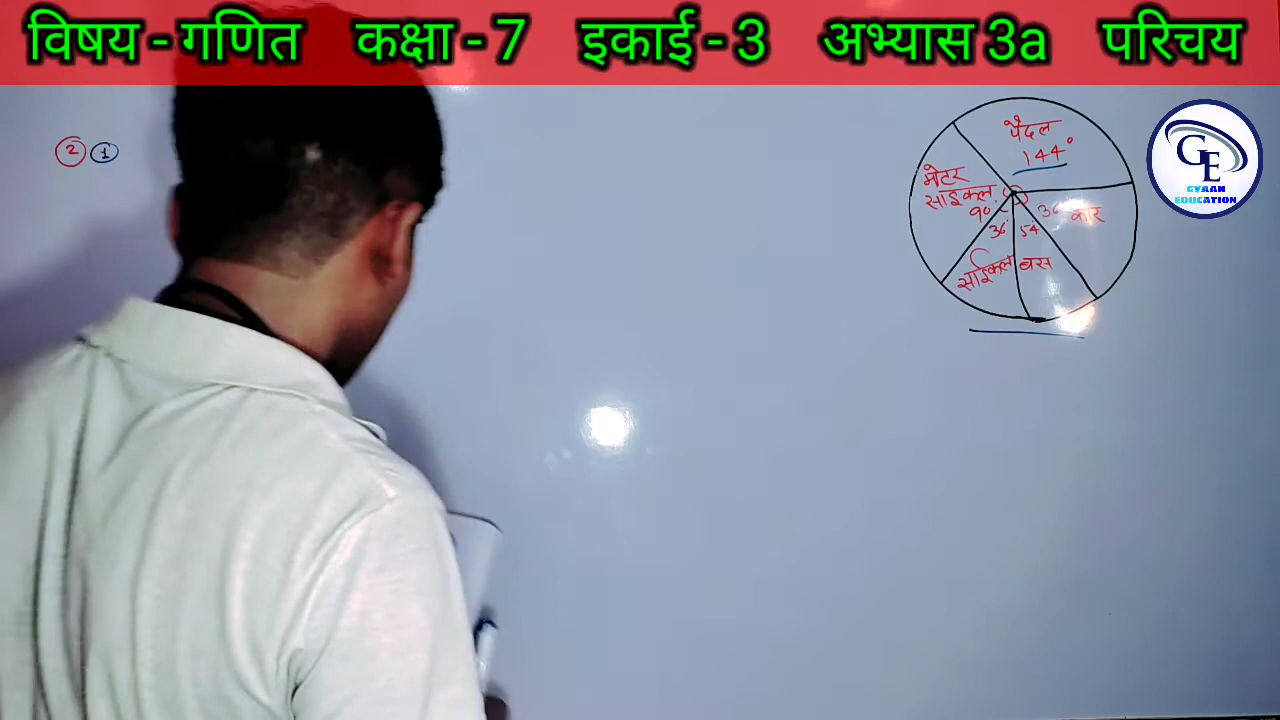 विषय - गणित कक्षा - 7 इकाई - 3 अभ्यास 3a परिचय
2 1
पैदल
144°
मोटर
साइकल
90°
36 कार
36° 54°
साईकल बस
GE
GYAAN
EDUCATION